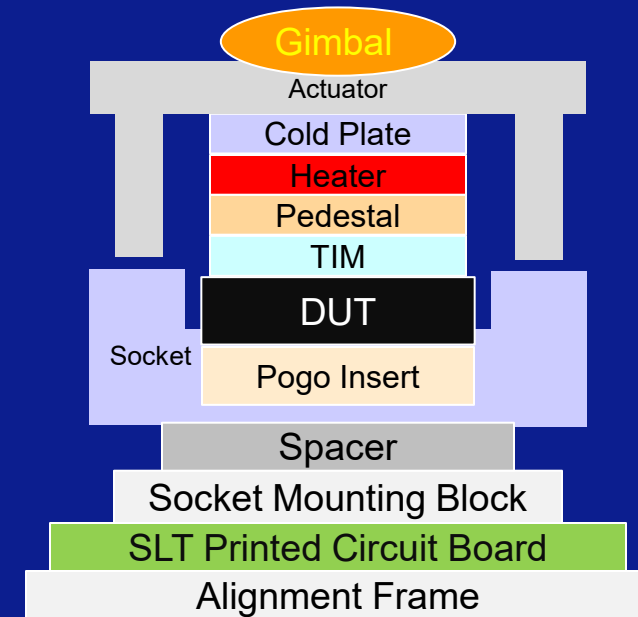 Gimbal
Actuator
Cold Plate
Heater
Pedestal
TIM
DUT
Socket
Pogo Insert
Spacer
Socket Mounting Block
SLT Printed Circuit Board
Alignment Frame